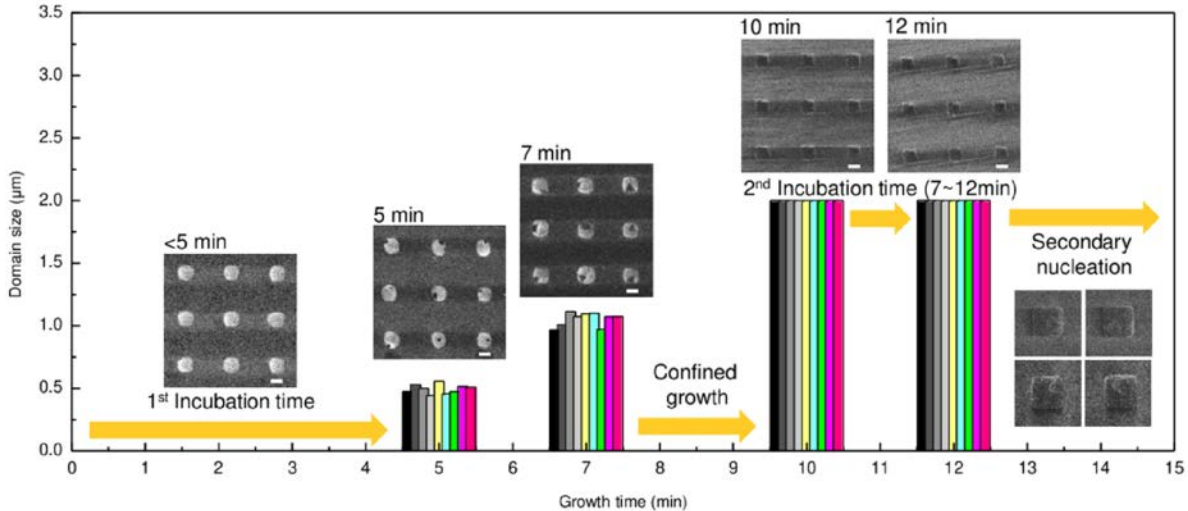 3.5
3.0
2.5
2.0
1.5
1.0
0.5
0.0
Domain size (µm)
<5 min
5 min
7 min
10 min
12 min
1st Incubation time
Confined
growth
2nd Incubation time (7~12min)
Secondary
nucleation
0 1 2 3 4 5 6 7 8 9 10 11 12 13 14 15
Growth time (min)